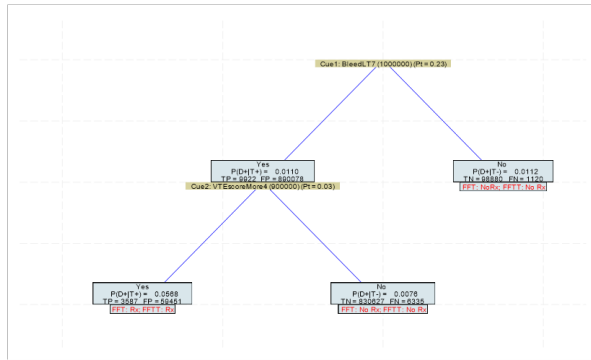 Cue1: BleedLT7 (1000000)(Pt = 0.23)
Yes
P(D+|T+) = 0.0110
TP = 9922 FP = 890078
No
P(D+|T-) = 0.0112
TN = 98880 FN = 1120
FFT: NoRx; FFTT: No Rx
Cue2: VTEscoreMore4 (900000)(Pt = 0.03)
Yes
P(D+|T+) = 0.0568
TP = 3587 FP = 59451
FFT: Rx; FFTT: Rx
No
P(D+|T-) = 0.0076
TN = 830627 FN = 6335
FFT: No Rx; FFTT: No Rx